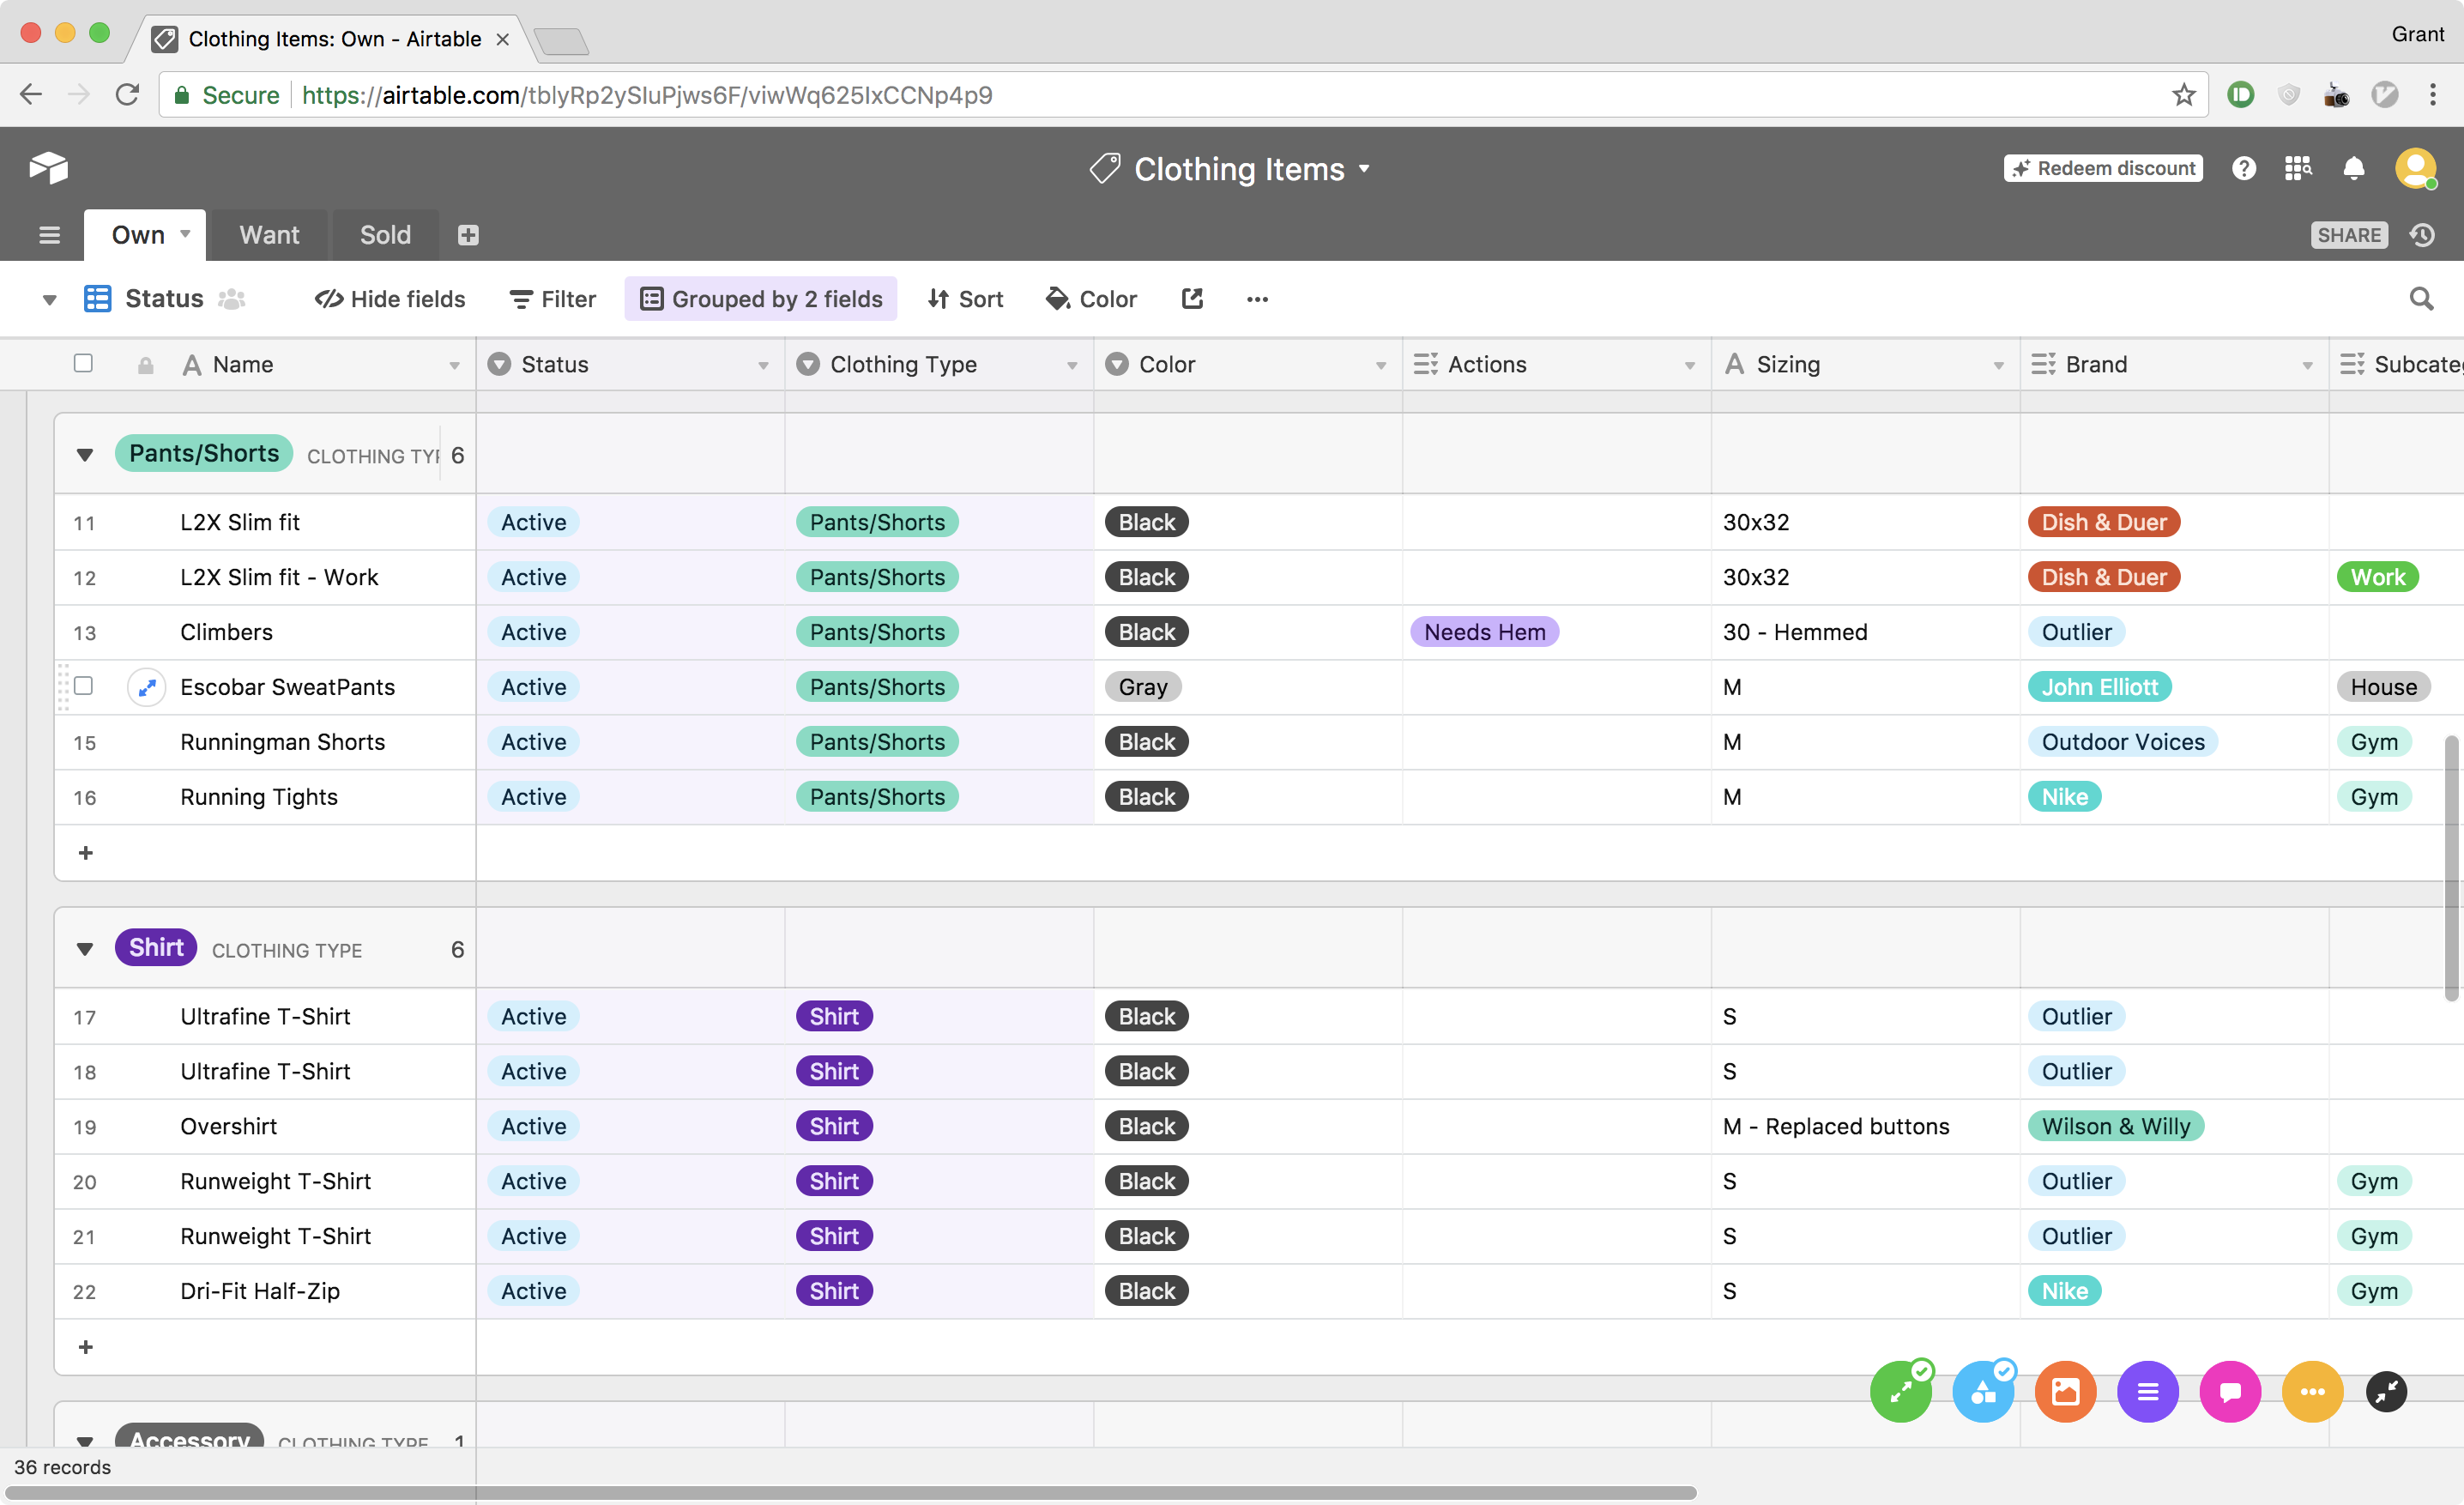 Clothing Items: Own - Airtable
Grant
Secure https://airtable.com/tblyRp2ySluPjws6F/viwWq625IxCCNp4p9
Clothing Items
Redeem discount
Own Want Sold
SHARE
Status Hide fields Filter Grouped by 2 fields Sort Color
Name Status Clothing Type Color Actions Sizing Brand Subcate
Pants/Shorts CLOTHING TYP 6
11 L2X Slim fit Active Pants/Shorts Black 30x32 Dish & Duer
12 L2X Slim fit - Work Active Pants/Shorts Black 30x32 Dish & Duer Work
13 Climbers Active Pants/Shorts Black Needs Hem 30 - Hemmed Outlier
Escobar SweatPants Active Pants/Shorts Gray M John Elliott House
15 Runningman Shorts Active Pants/Shorts Black M Outdoor Voices Gym
16 Running Tights Active Pants/Shorts Black M Nike Gym
+
Shirt CLOTHING TYPE 6
17 Ultrafine T-Shirt Active Shirt Black S Outlier
18 Ultrafine T-Shirt Active Shirt Black S Outlier
19 Overshirt Active Shirt Black M - Replaced buttons Wilson & Willy
20 Runweight T-Shirt Active Shirt Black S Outlier Gym
21 Runweight T-Shirt Active Shirt Black S Outlier Gym
22 Dri-Fit Half-Zip Active Shirt Black S Nike Gym
+
Accessory CLOTHING TYPE 1
36 records